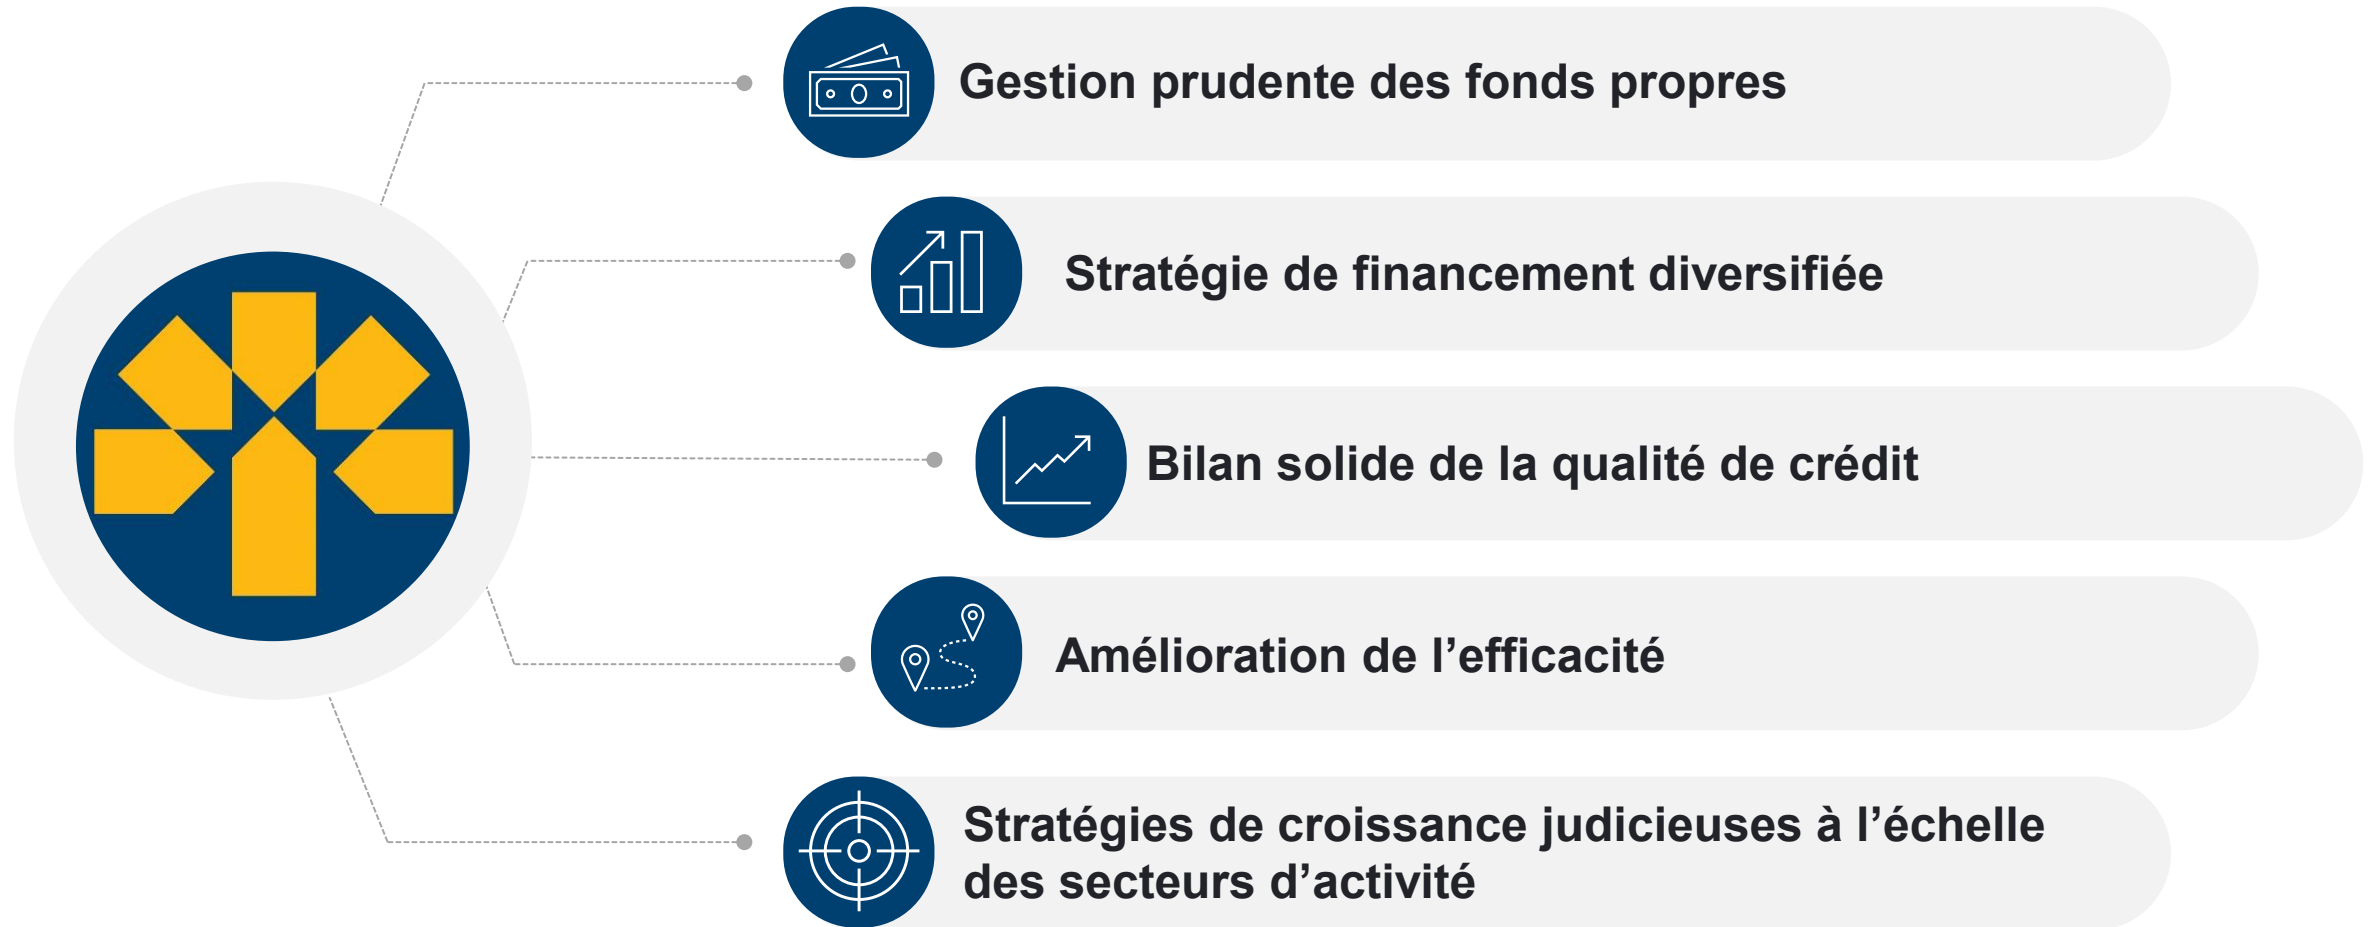 Gestion prudente des fonds propres
Stratégie de financement diversifiée
Bilan solide de la qualité de crédit
Amélioration de l’efficacité
Stratégies de croissance judicieuses à l’échelle
des secteurs d’activité